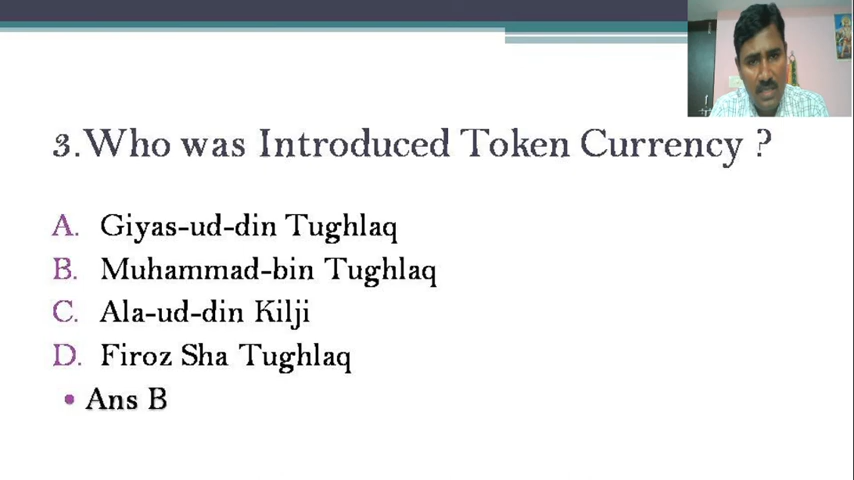 3.Who was Introduced Token Currency ?
A. Giyas-ud-din Tughlaq
B. Muhammad-bin Tughlaq
C. Ala-ud-din Kilji
D. Firoz Sha Tughlaq
• Ans B